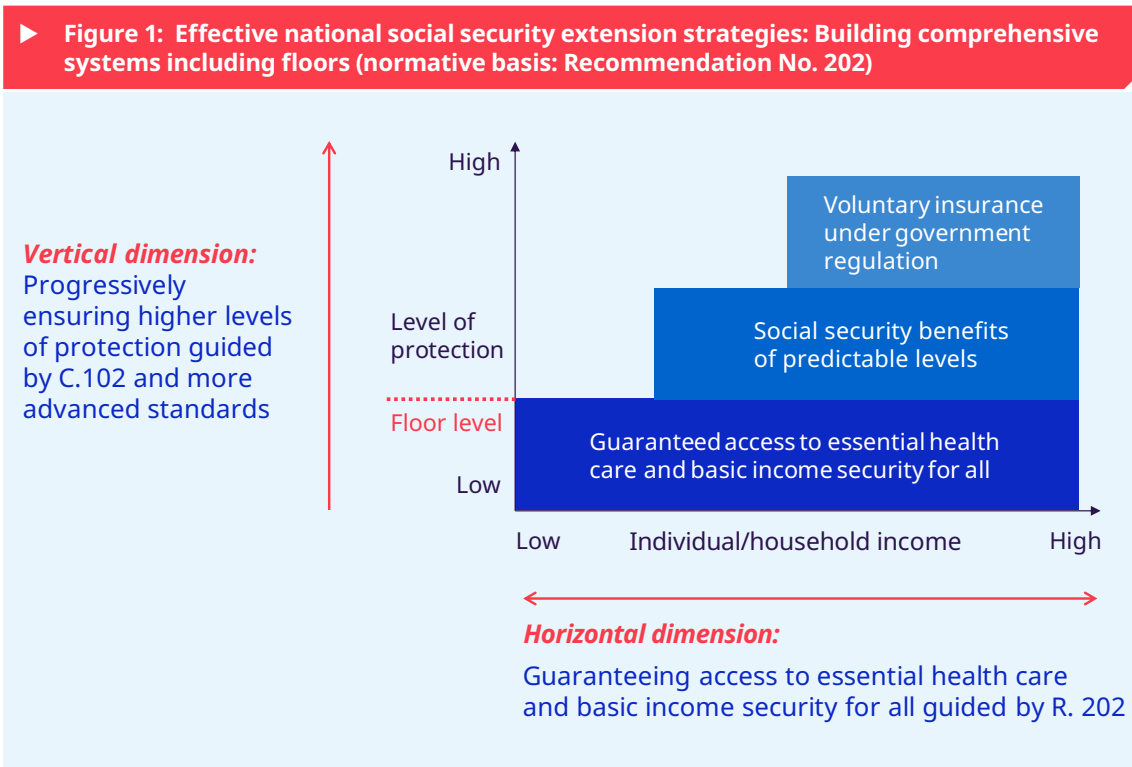 Figure 1: Effective national social security extension strategies: Building comprehensive
systems including floors (normative basis: Recommendation No. 202)
Vertical dimension:
Progressively
ensuring higher levels
of protection guided
by C.102 and more
advanced standards
High
Level of
protection
Floor level
Low
Voluntary insurance
under government
regulation
Social security benefits
of predictable levels
Guaranteed access to essential health
care and basic income security for all
Low
Individual/household income
High
Horizontal dimension:
Guaranteeing access to essential health care
and basic income security for all guided by R. 202